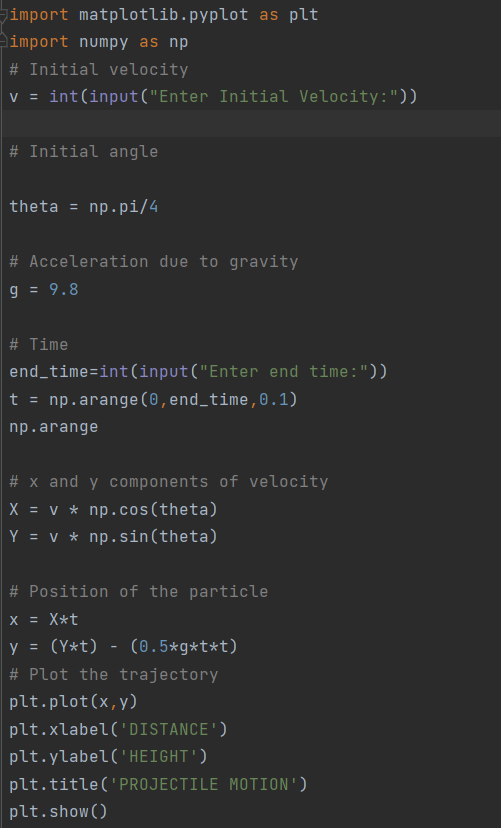 import matplotlib.pyplot as plt
import numpy as np
# Initial velocity
v = int(input("Enter Initial Velocity:"))
# Initial angle
theta = np.pi/4
# Acceleration due to gravity
g = 9.8
# Time
end_time=int(input("Enter end time:"))
t = np.arange(0,end_time,0.1)
np.arange
# x and y components of velocity
X = v * np.cos(theta)
Y = v * np.sin(theta)
# Position of the particle
x = X*t
y = (Y*t) - (0.5*g*t*t)
# Plot the trajectory
plt.plot(x,y)
plt.xlabel('DISTANCE')
plt.ylabel('HEIGHT')
plt.title('PROJECTILE MOTION')
plt.show()